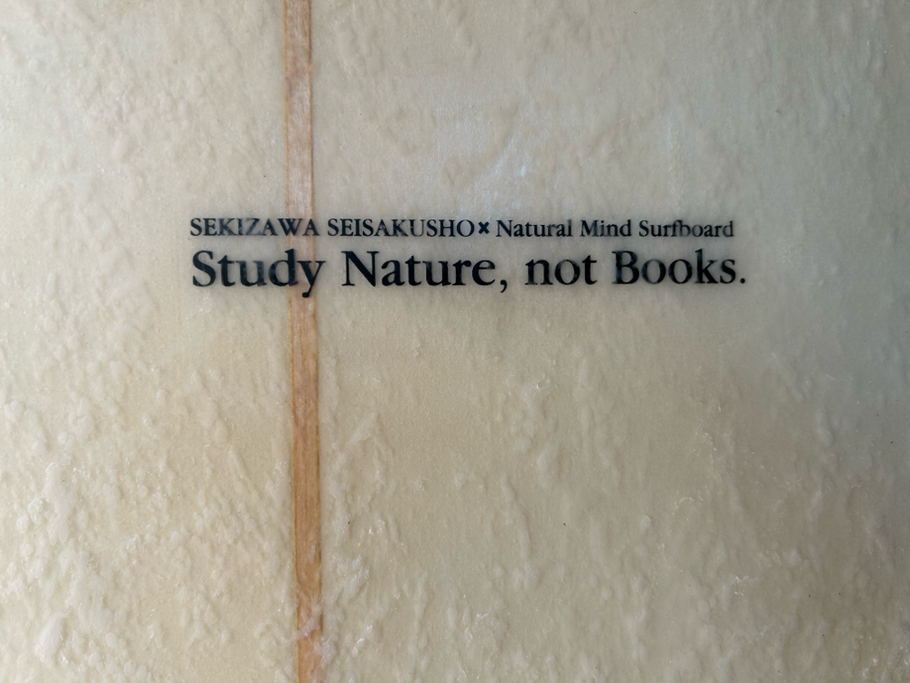 SEKIZAWA SEISAKUSHO × Natural Mind Surfboard
Study Nature, not Books.